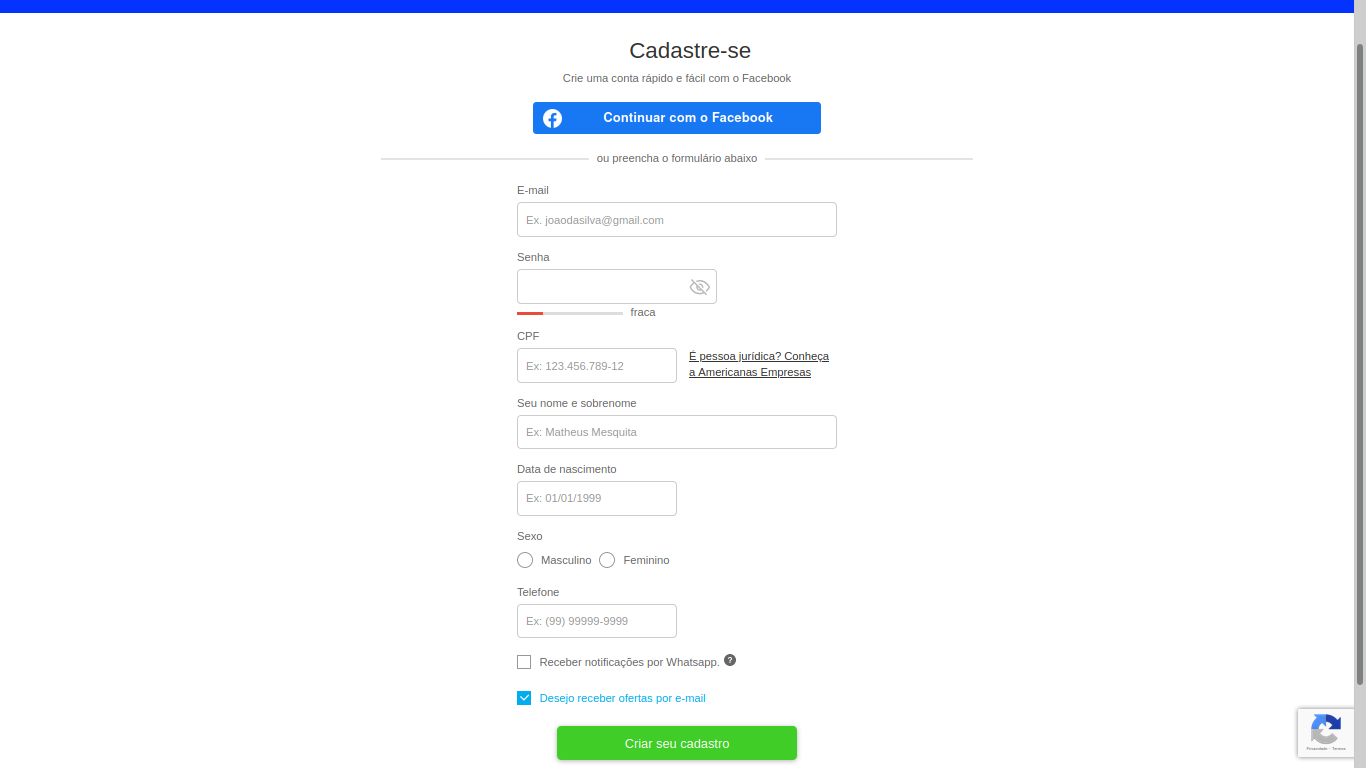 Cadastre-se
Crie uma conta rápido e fácil com o Facebook
Continuar com o Facebook
ou preencha o formulário abaixo
E-mail
Ex. joaodasilva@gmail.com
Senha
fraca
CPF
Ex: 123.456.789-12
É pessoa jurídica? Conheça
a Americanas Empresas
Seu nome e sobrenome
Ex: Matheus Mesquita
Data de nascimento
Ex: 01/01/1999
Sexo
Masculino Feminino
Telefone
Ex: (99) 99999-9999
Receber notificações por Whatsapp. ?
Desejo receber ofertas por e-mail
Criar seu cadastro
Privacidade - Termos